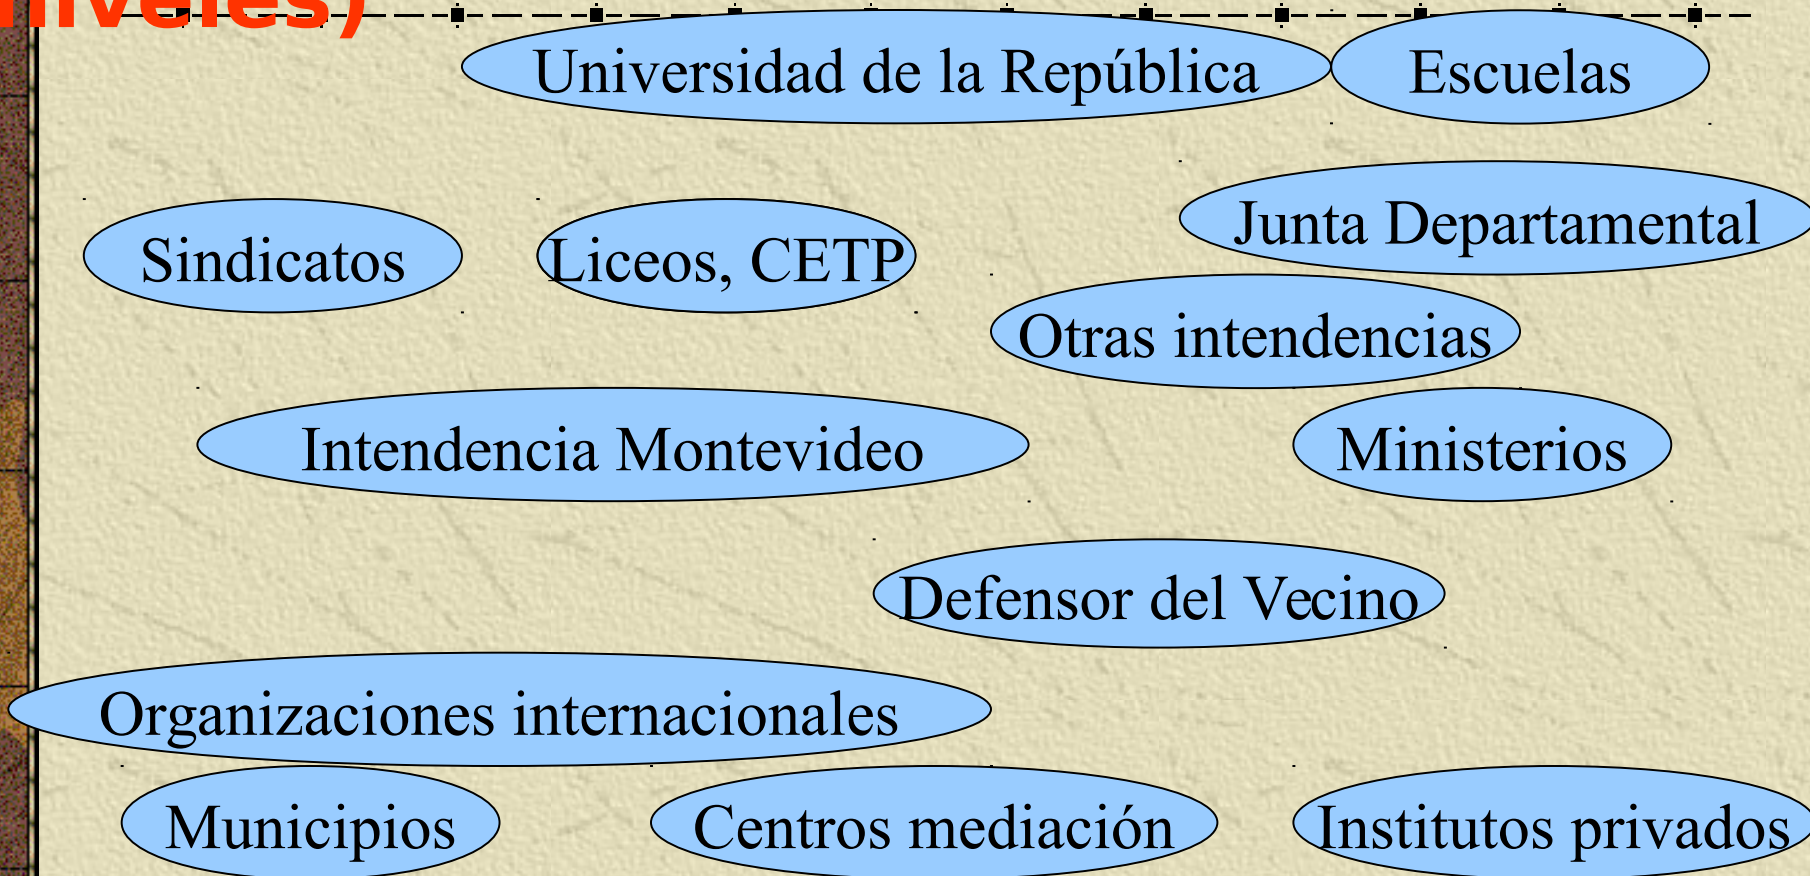 niveles)
Universidad de la República
Escuelas
Junta Departamental
Sindicatos
Liceos, CETP
Otras intendencias
Intendencia Montevideo
Ministerios
Defensor del Vecino
Organizaciones internacionales
Municipios
Centros mediación
Institutos privados